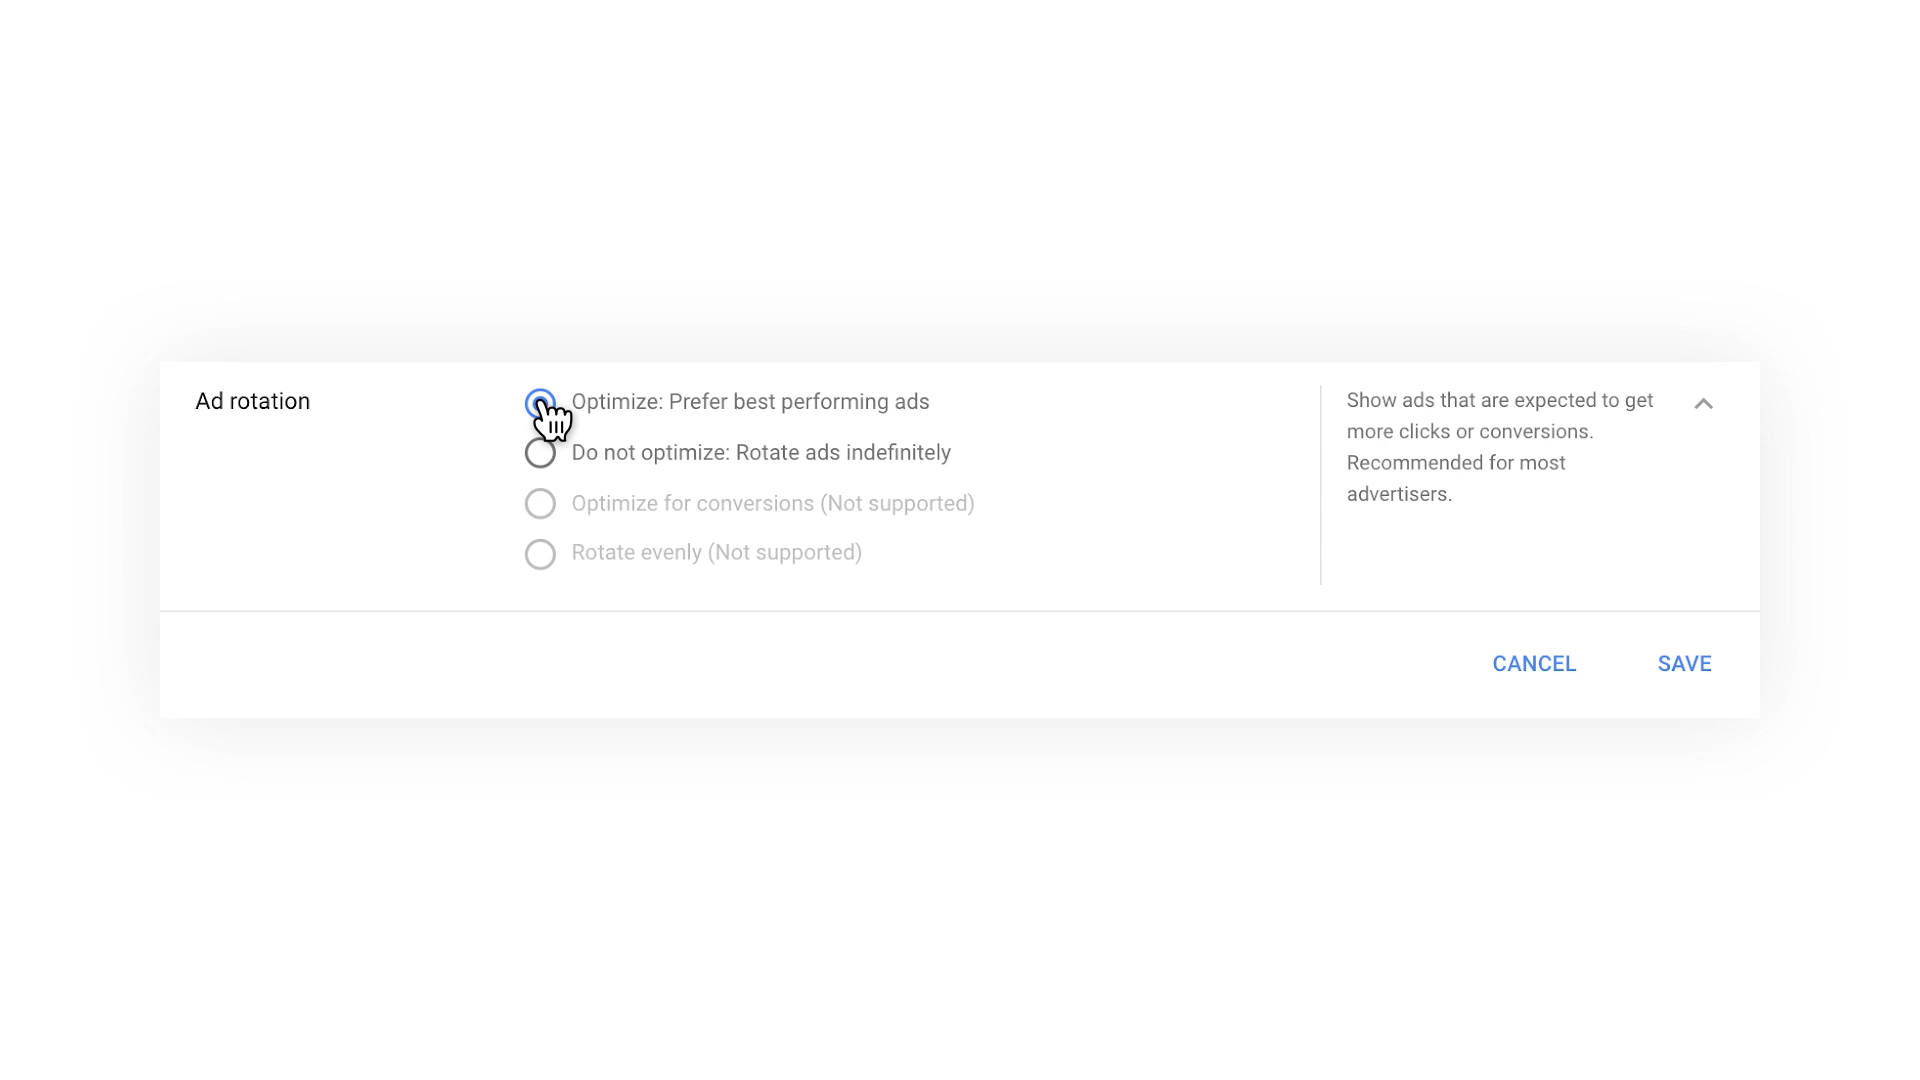 Ad rotation
Optimize: Prefer best performing ads
Do not optimize: Rotate ads indefinitely
Optimize for conversions (Not supported)
Rotate evenly (Not supported)
Show ads that are expected to get
more clicks or conversions.
Recommended for most
advertisers.
CANCEL
SAVE